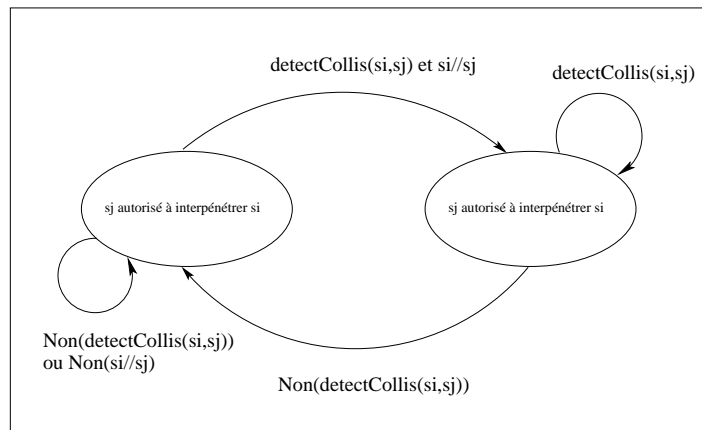 detectCollis(si,sj) et si//sj
detectCollis(si,sj)
sj autorisé à interpénétrer si
sj autorisé à interpénétrer si
Non(detectCollis(si,sj))
ou Non(si//sj)
Non(detectCollis(si,sj))